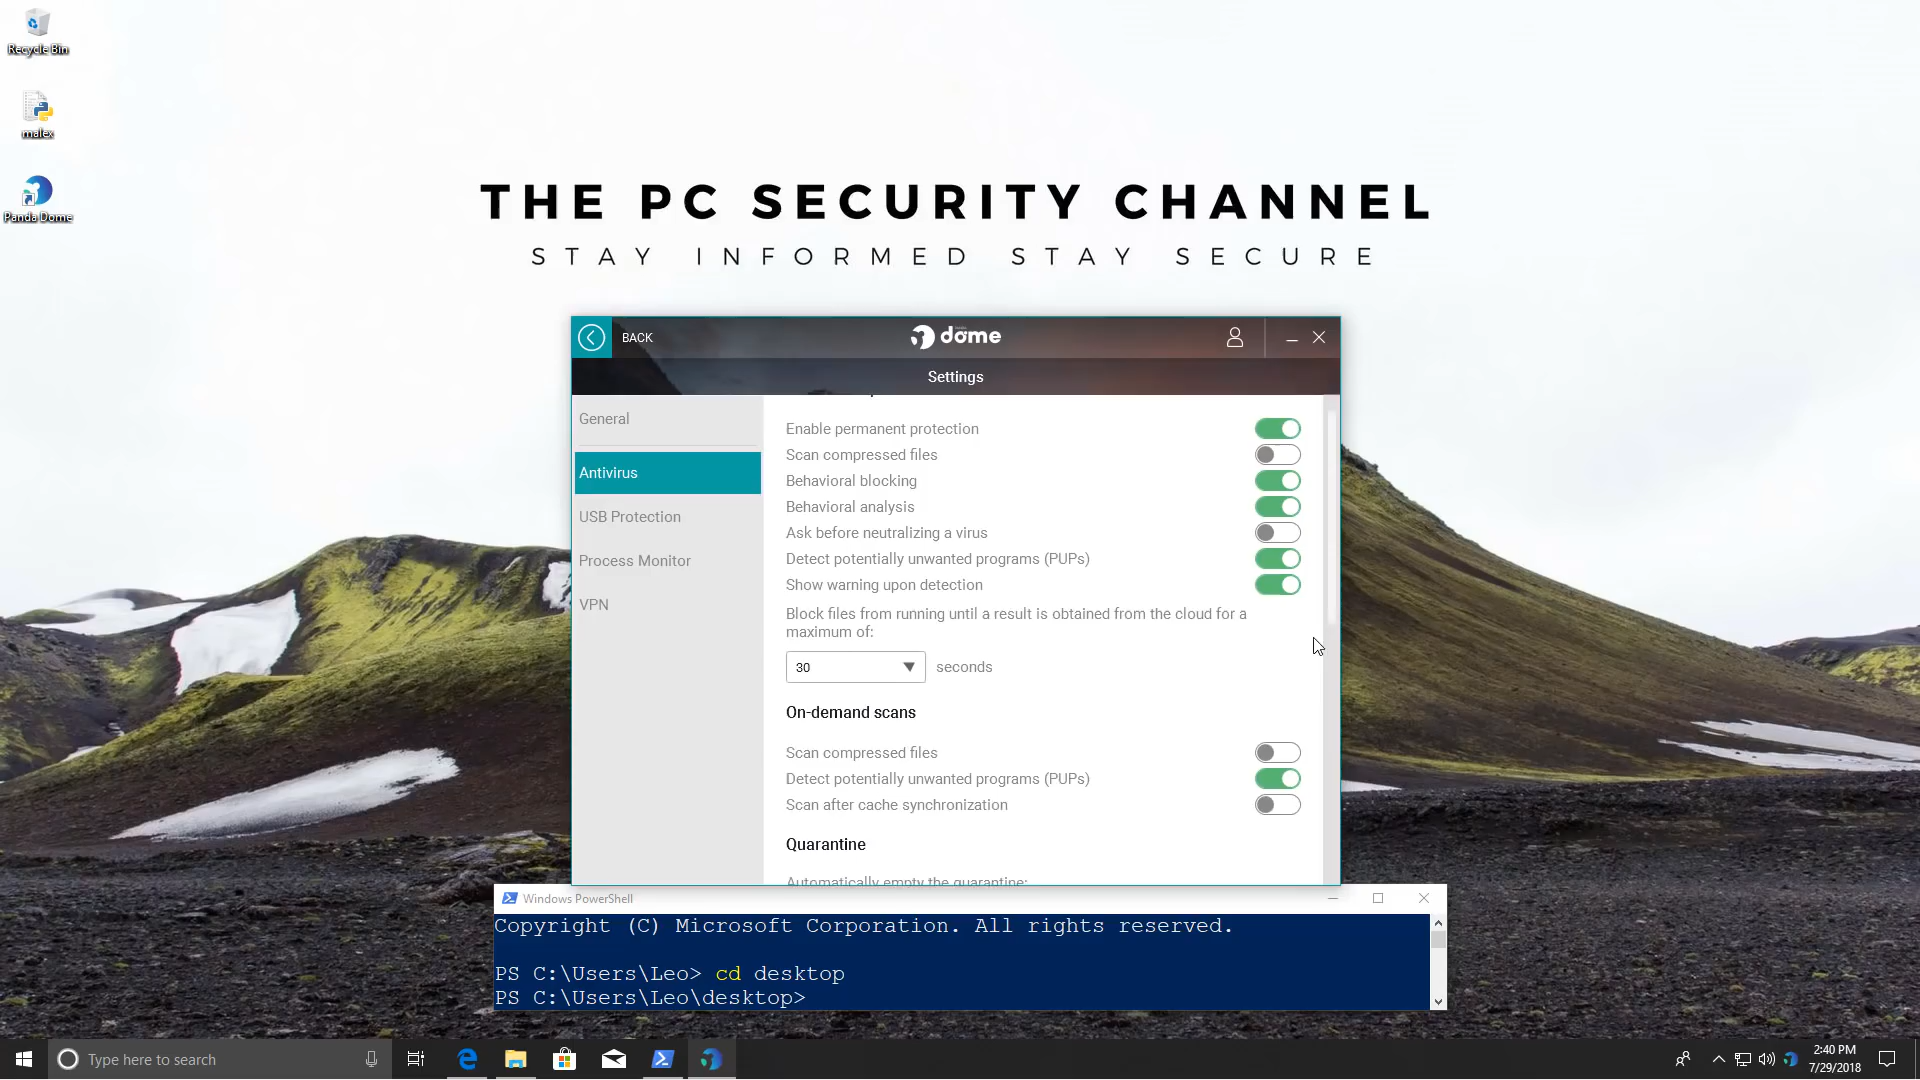 Recycle Bin
malex
Panda Dome
THE PC SECURITY CHANNEL
STAY INFORMED STAY SECURE
BACK
dome
Settings
General
Antivirus
USB Protection
Process Monitor
VPN
Enable permanent protection
Scan compressed files
Behavioral blocking
Behavioral analysis
Ask before neutralizing a virus
Detect potentially unwanted programs (PUPs)
Show warning upon detection
Block files from running until a result is obtained from the cloud for a
maximum of:
30 seconds
On-demand scans
Scan compressed files
Detect potentially unwanted programs (PUPs)
Scan after cache synchronization
Quarantine
Automatically empty the quarantine:
Windows PowerShell
Copyright (C) Microsoft Corporation. All rights reserved.
PS C:\Users\Leo> cd desktop
PS C:\Users\Leo\desktop>
Type here to search
2:40 PM
7/29/2018